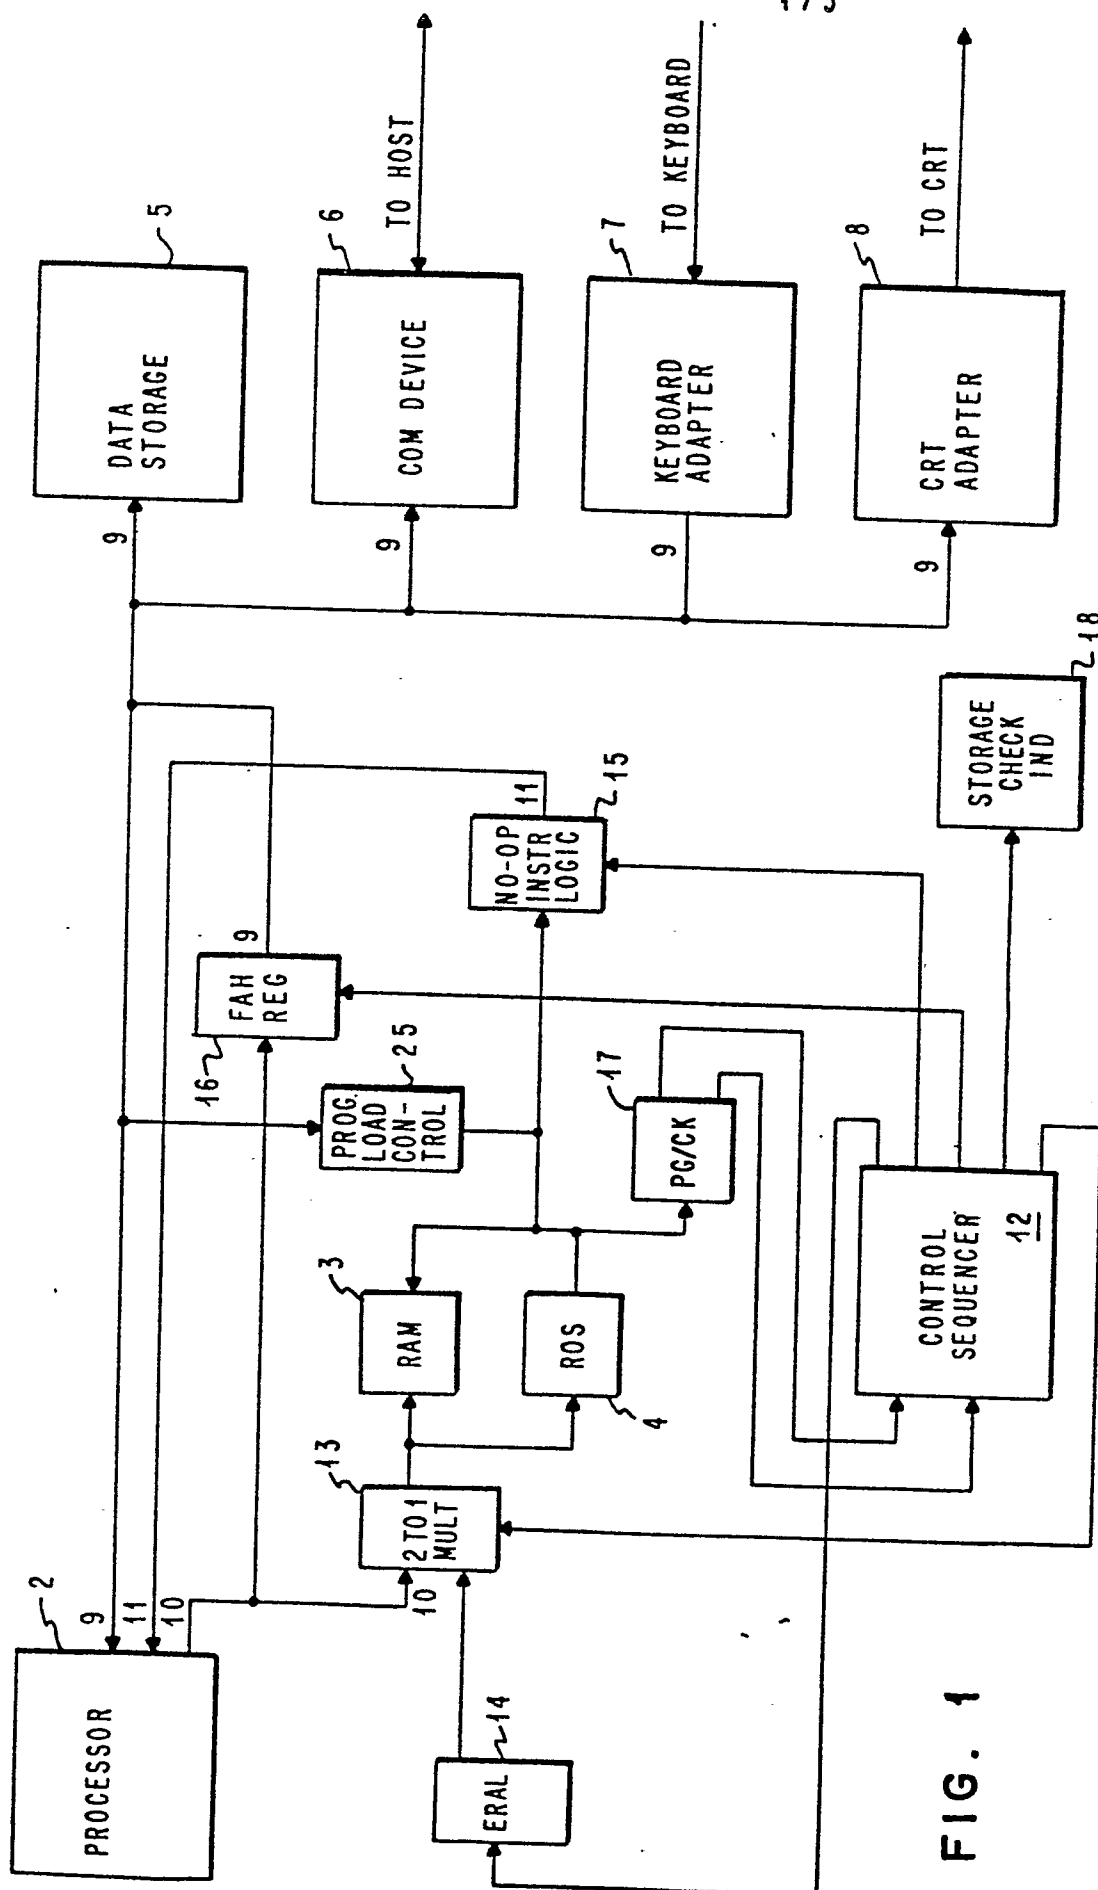 1/3
PROCESSOR
2
9
11
10
ERAL
14
10
2 TO 1
MULT
13
RAM
3
ROS
4
PROG.
LOAD
CON-
TROL
25
FAH
REG
16
9
NO-OP
INSTR
LOGIC
11
15
PG/CK
17
CONTROL
SEQUENCER
12
STORAGE
CHECK
IND
18
DATA
STORAGE
5
9
COM DEVICE
6
9
TO HOST
KEYBOARD
ADAPTER
7
9
TO KEYBOARD
CRT
ADAPTER
8
9
TO CRT
FIG. 1